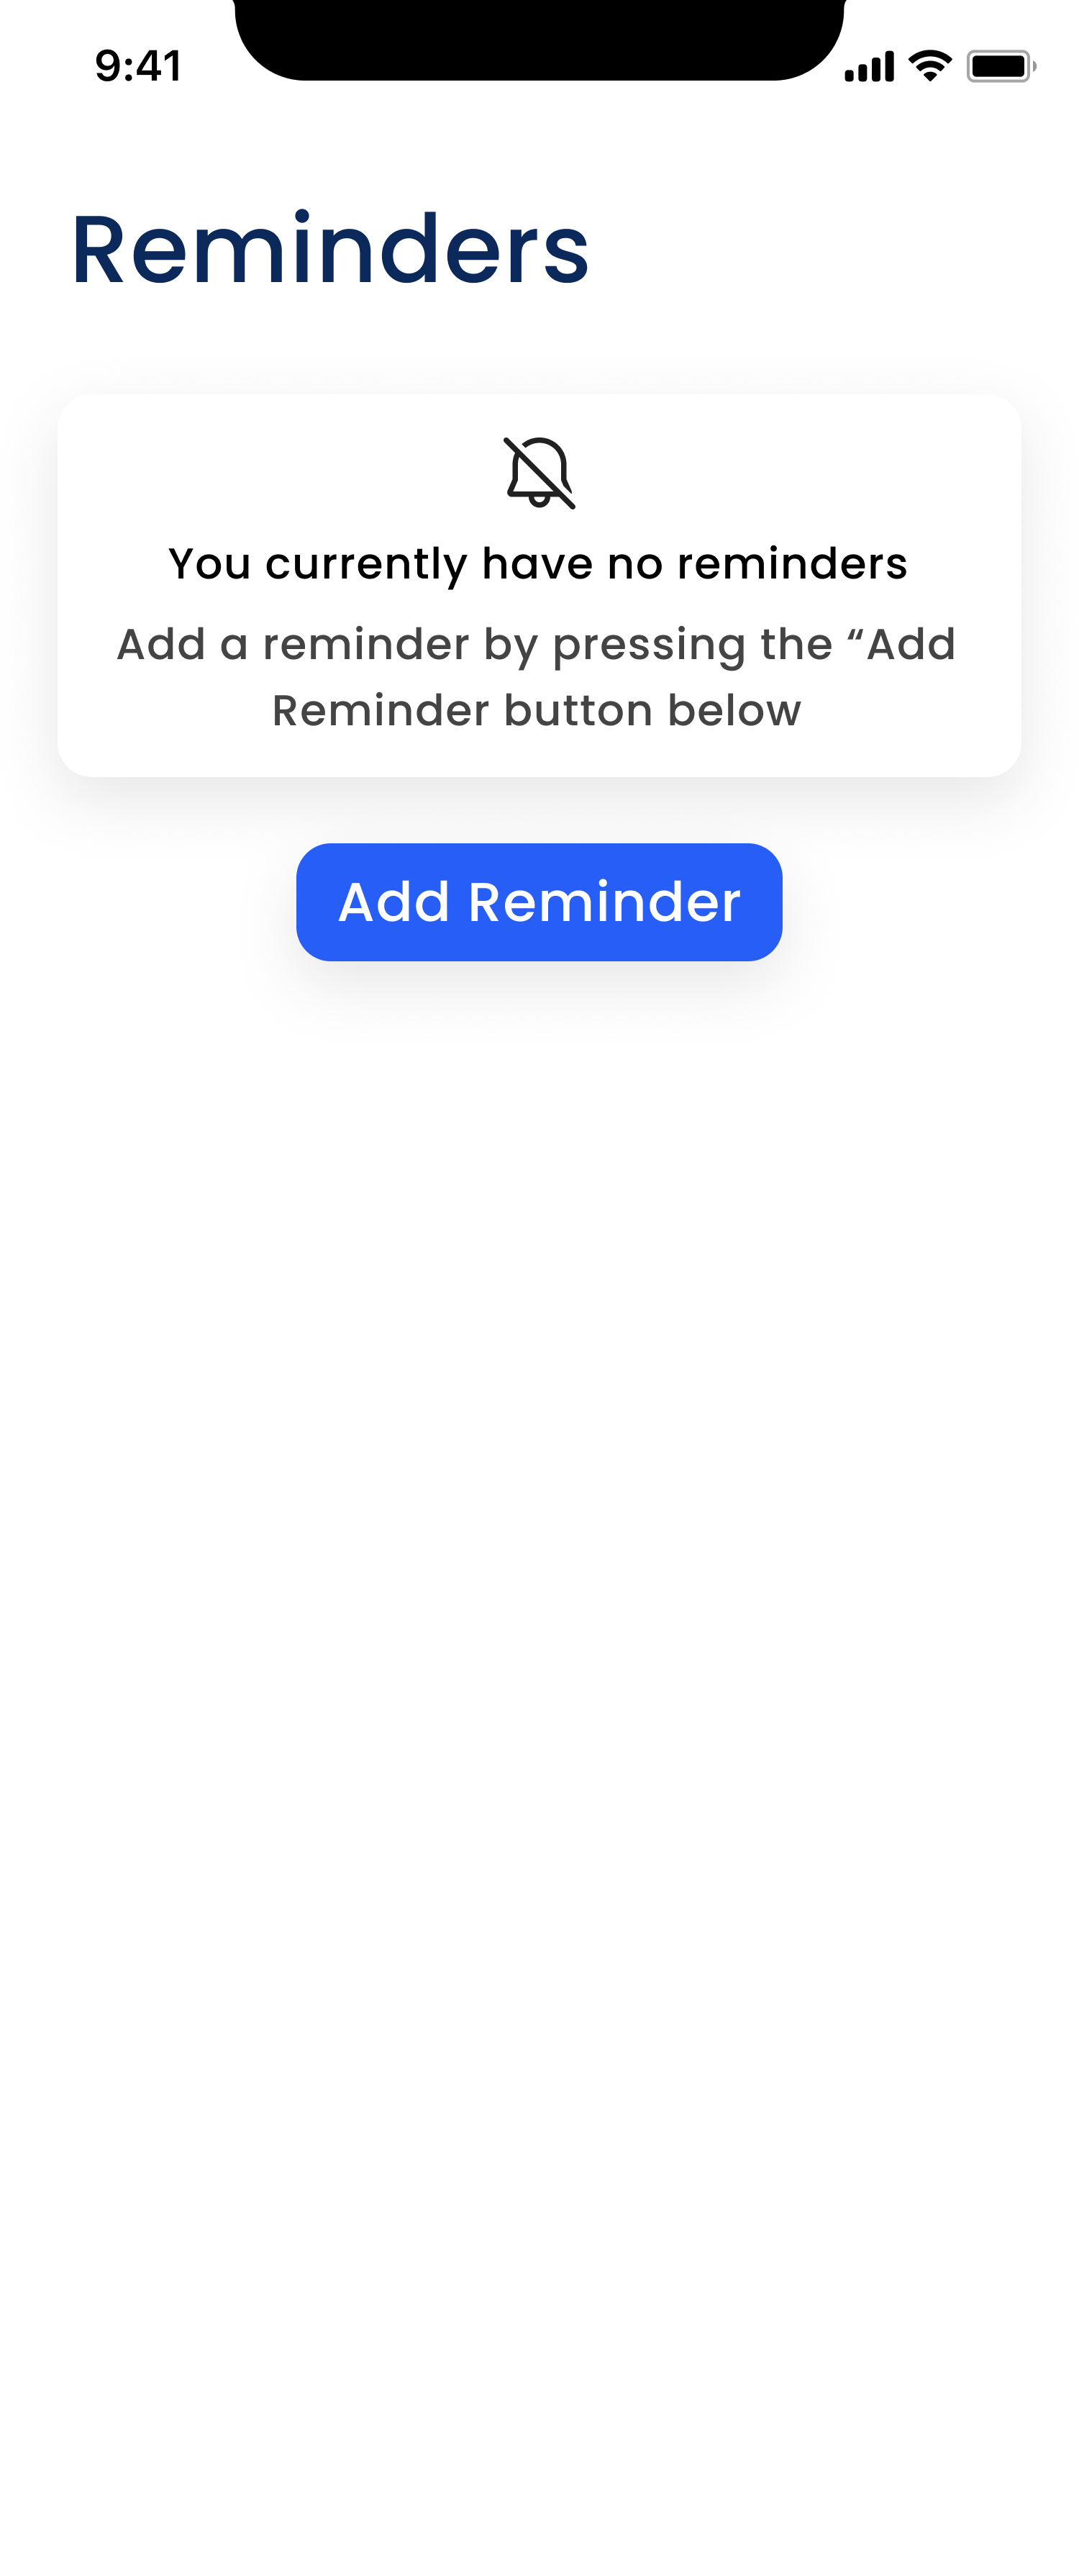 9:41
Reminders
You currently have no reminders
Add a reminder by pressing the “Add
Reminder button below
Add Reminder